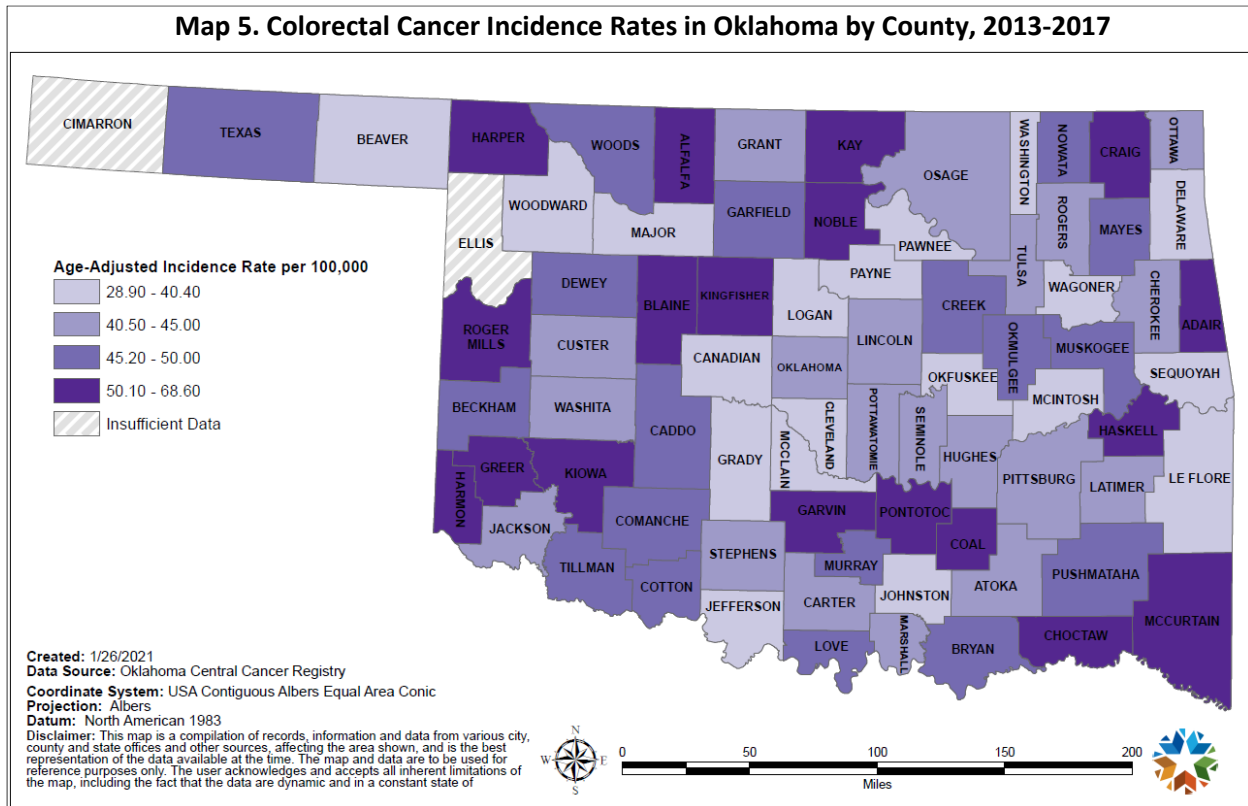 Map 5. Colorectal Cancer Incidence Rates in Oklahoma by County, 2013-2017
CIMARRON
TEXAS
BEAVER
HARPER
WOODS
ALFALFA
GRANT
KAY
OSAGE
WASHINGTON
NOWATA
CRAIG
OTTAWA
ELLIS
WOODWARD
MAJOR
GARFIELD
NOBLE
PAWNEE
TULSA
ROGERS
MAYES
DELAWARE
Age-Adjusted Incidence Rate per 100,000
28.90 - 40.40
40.50 - 45.00
45.20 - 50.00
50.10 - 68.60
Insufficient Data
DEWEY
BLAINE
KINGFISHER
LOGAN
PAYNE
CREEK
WAGONER
CHEROKEE
ADAIR
ROGER
MILLS
CUSTER
CANADIAN
OKLAHOMA
LINCOLN
OKMULGEE
MUSKOGEE
SEQUOYAH
BECKHAM
WASHITA
CADDO
GRADY
MCCLAIN
CLEVELAND
POTTAWATOMIE
SEMINOLE
OKFUSKEE
MCINTOSH
HASKELL
HARMON
GREER
KIOWA
HUGHES
PITTSBURG
LATIMER
LE FLORE
JACKSON
COMANCHE
GARVIN
PONTOTOC
COAL
TILLMAN
COTTON
STEPHENS
MURRAY
JOHNSTON
ATOKA
PUSHMATAHA
MCCURTAIN
JEFFERSON
CARTER
LOVE
MARSHALL
BRYAN
CHOCTAW
Created: 1/26/2021
Data Source: Oklahoma Central Cancer Registry
Coordinate System: USA Contiguous Albers Equal Area Conic
Projection: Albers
Datum: North American 1983
Disclaimer: This map is a compilation of records, information and data from various city,
county and state offices and other sources, affecting the area shown, and is the best
representation of the data available at the time. The map and data are to be used for
reference purposes only. The user acknowledges and accepts all inherent limitations of
the map, including the fact that the data are dynamic and in a constant state of
N
W E
S
0 50 100 150 200
Miles